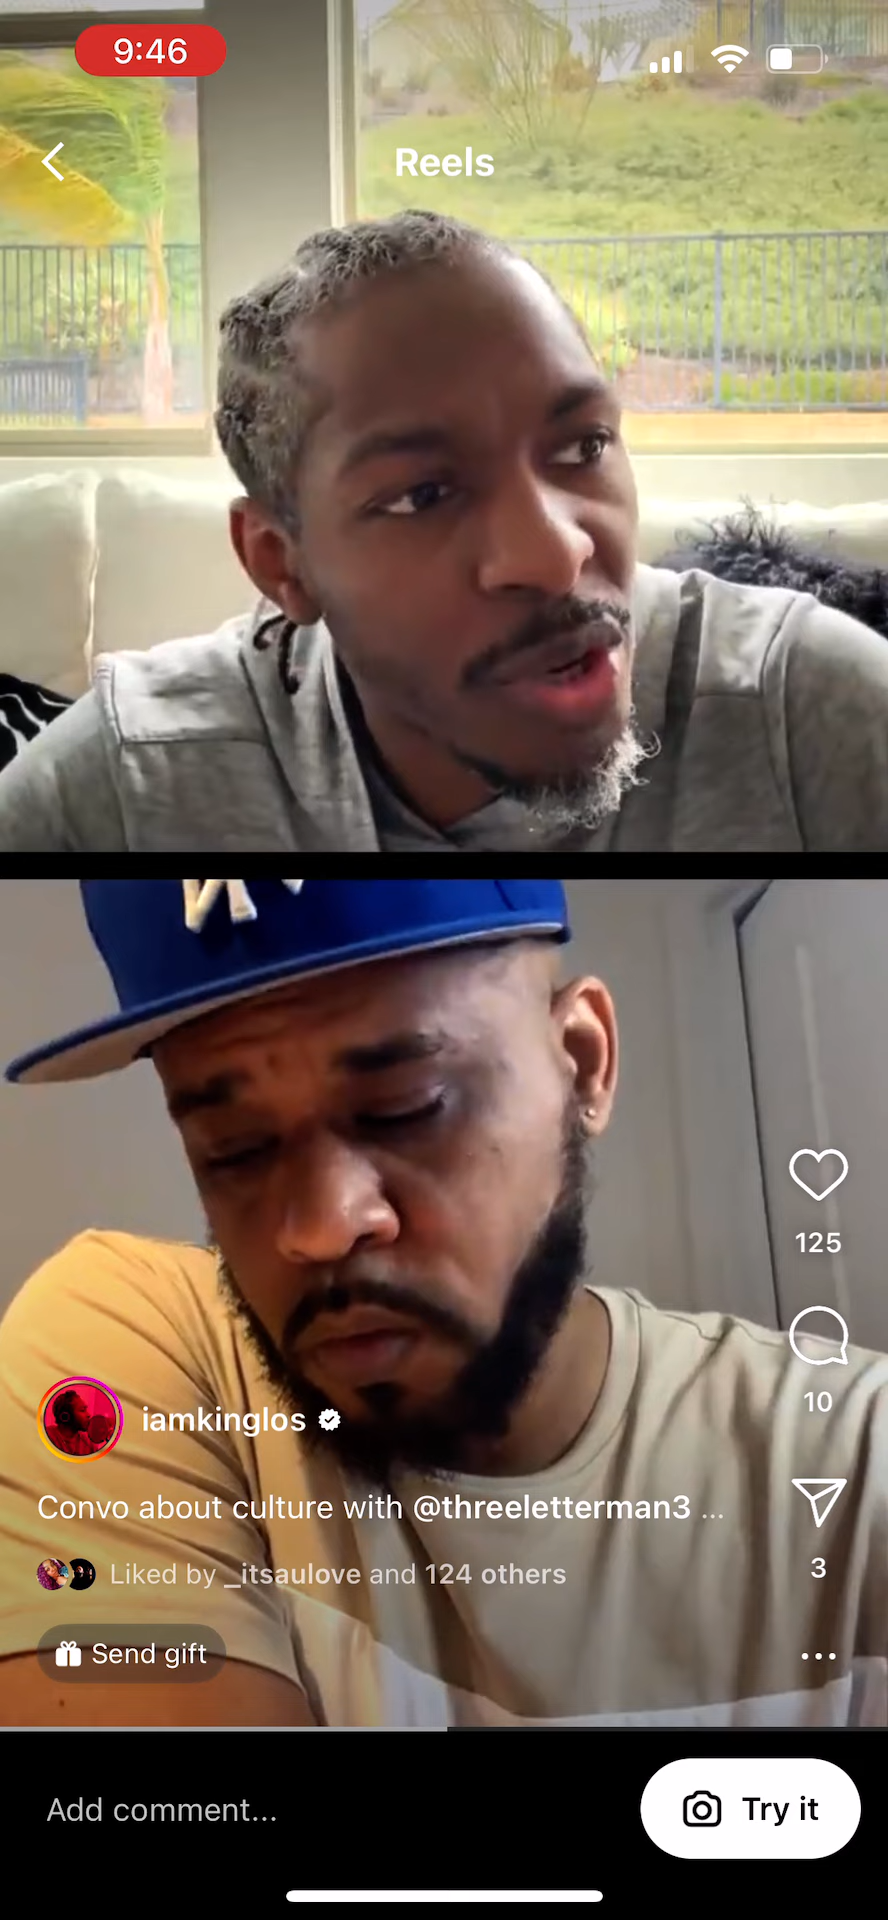 9:46
Reels
125
10
iamkinglos
Convo about culture with @threeletterman3 ...
3
Liked by _itsaulove and 124 others
Send gift
Add comment...
Try it